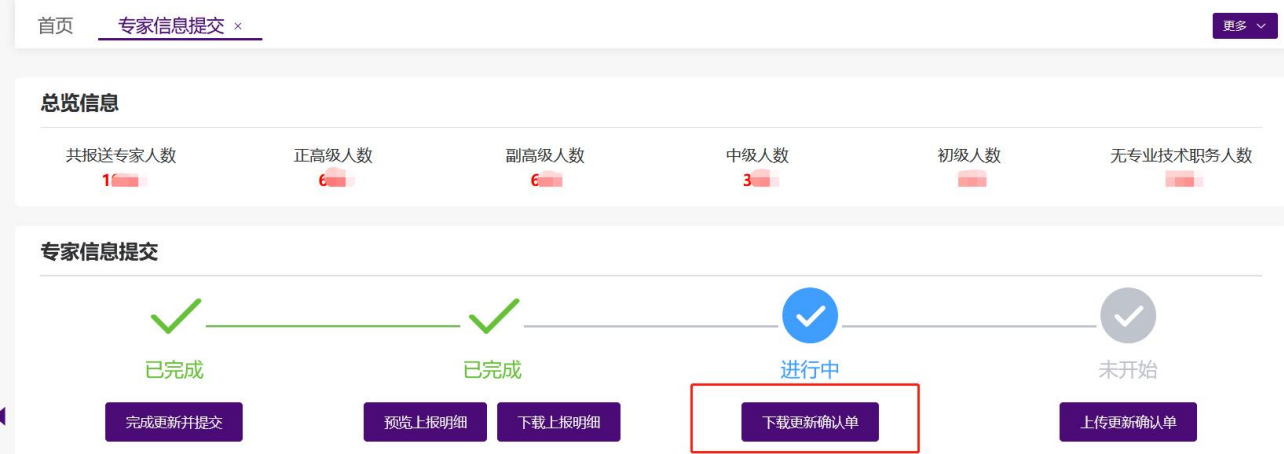 首页 专家信息提交 × 更多
总览信息
共报送专家人数 正高级人数 副高级人数 中级人数 初级人数 无专业技术职务人数
专家信息提交
已完成 已完成 进行中 未开始
完成更新并提交 预览上报明细 下载上报明细 下载更新确认单 上传更新确认单